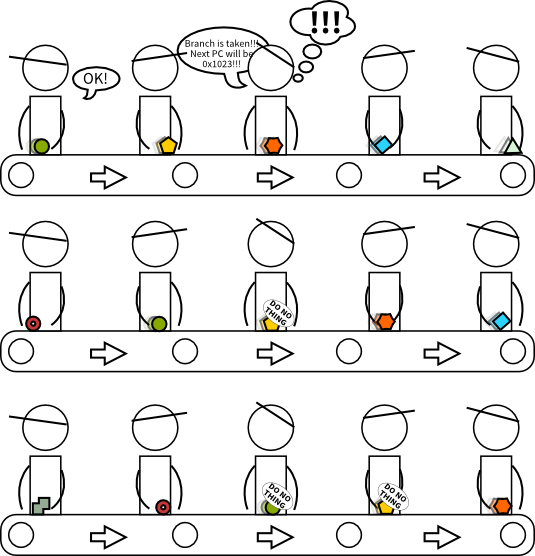 !!!
Branch is taken!!!
Next PC will be
0x1023!!!
OK!
DO NO
THING
DO NO
THING
DO NO
THING